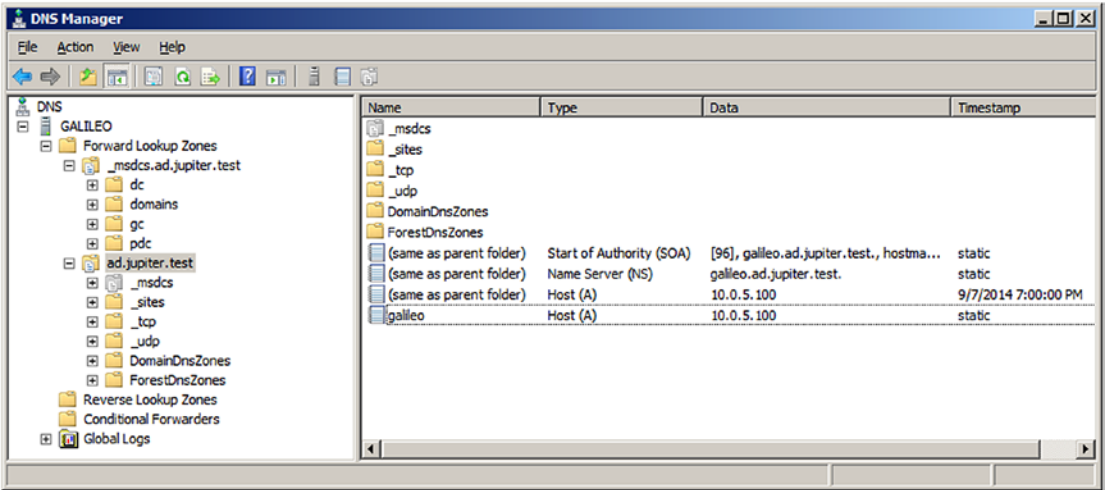 DNS Manager
File Action View Help
DNS
GALILEO
Forward Lookup Zones
_msdcs.ad.jupiter.test
dc
domains
gc
pdc
ad.jupiter.test
_msdcs
_sites
_tcp
_udp
DomainDnsZones
ForestDnsZones
Reverse Lookup Zones
Conditional Forwarders
Global Logs
Name Type Data Timestamp
_msdcs
_sites
_tcp
_udp
DomainDnsZones
ForestDnsZones
(same as parent folder) Start of Authority (SOA) [96], galileo.ad.jupiter.test., hostma... static
(same as parent folder) Name Server (NS) galileo.ad.jupiter.test. static
(same as parent folder) Host (A) 10.0.5.100 9/7/2014 7:00:00 PM
galileo Host (A) 10.0.5.100 static